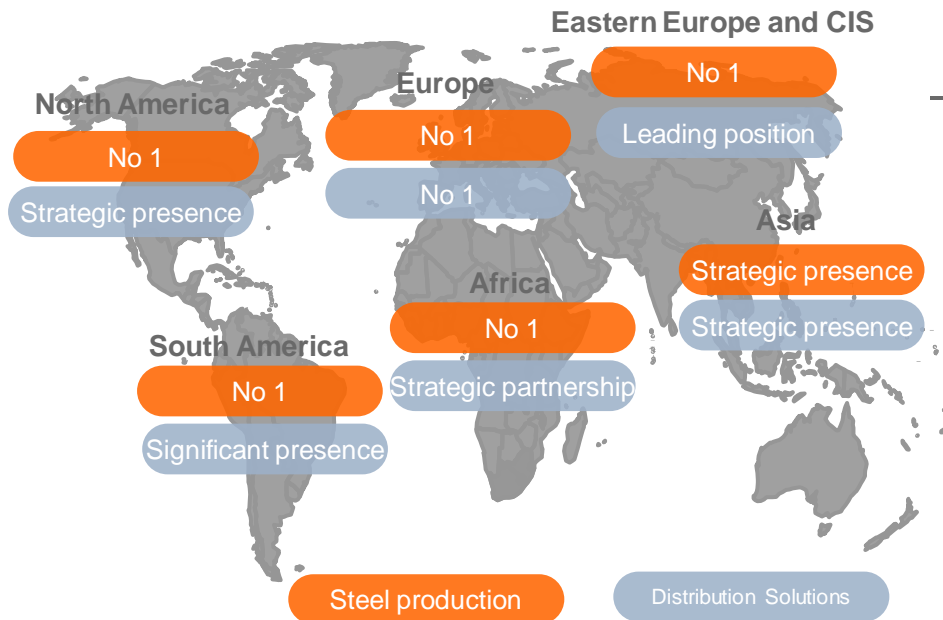 Eastern Europe and CIS
No 1
Leading position
Europe
No 1
No 1
North America
No 1
Strategic presence
Asia
Strategic presence
Strategic presence
Africa
No 1
Strategic partnership
South America
No 1
Significant presence
Steel production
Distribution Solutions